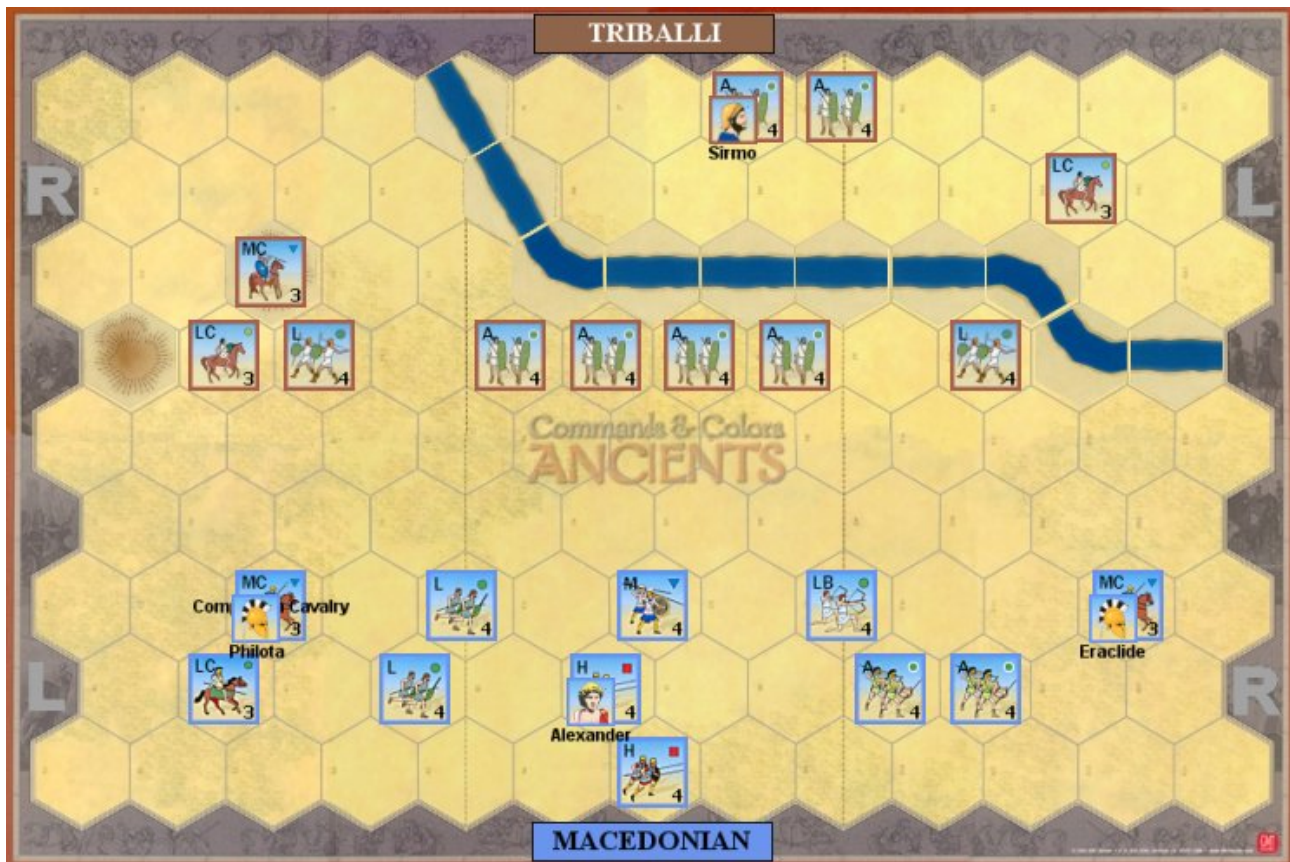 TRIBALLI
A 4
A 4
Sirmo
LC 3
R
L
MC 3
LC 3
L 4
A 4
A 4
A 4
A 4
L 4
Commands & Colors
ANCIENTS
MC 3
L 4
M 4
LB 4
MC 3
Cavalry
Philota
Eraclide
LC 3
L 4
H 4
A 4
A 4
L
R
Alexander
H 4
MACEDONIAN